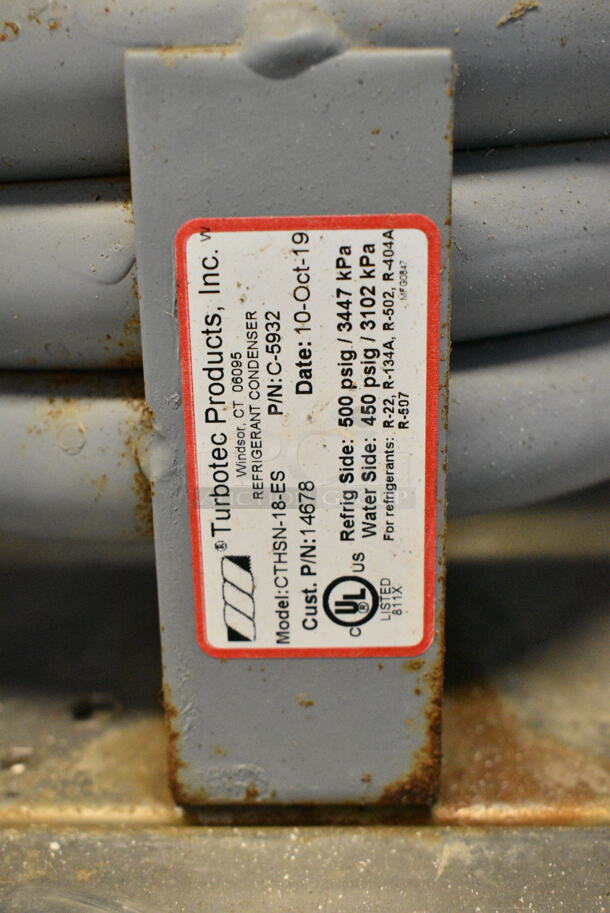 ® Turbotec Products, Inc. W
Windsor, CT 06095
REFRIGERANT CONDENSER
Model:CTHSN-18-ES P/N:C-5932
Cust. P/N:14678 Date: 10-Oct-19
Refrig Side: 500 psig / 3447 kPa
Water Side: 450 psig / 3102 kPa
For refrigerants: R-22, R-134A, R-502, R-404A
R-507
MFG0847
C UL ® US
LISTED
811X